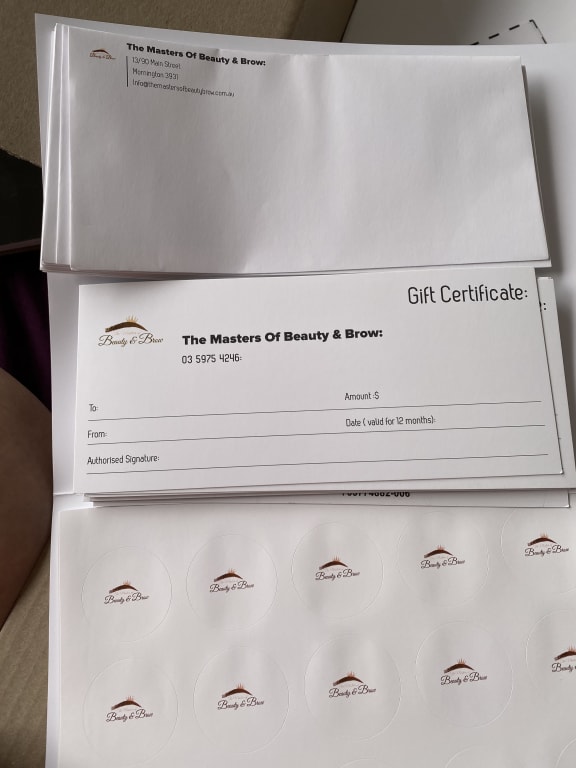 The Masters Of Beauty & Brow:
13/90 Main Street
Mornington 3931
Info@themastersofbeautybrow.com.au
Beauty & Brow
Gift Certificate:
Beauty & Brow
The Masters Of Beauty & Brow:
03 5975 4246:
To:
Amount :$
From:
Date ( valid for 12 months):
Authorised Signature:
Beauty & Brow
Beauty & Brow
Beauty & Brow
Beauty & Brow
Beauty & Brow
Beauty & Brow
Beauty & Brow
Beauty & Brow
Beauty & Brow